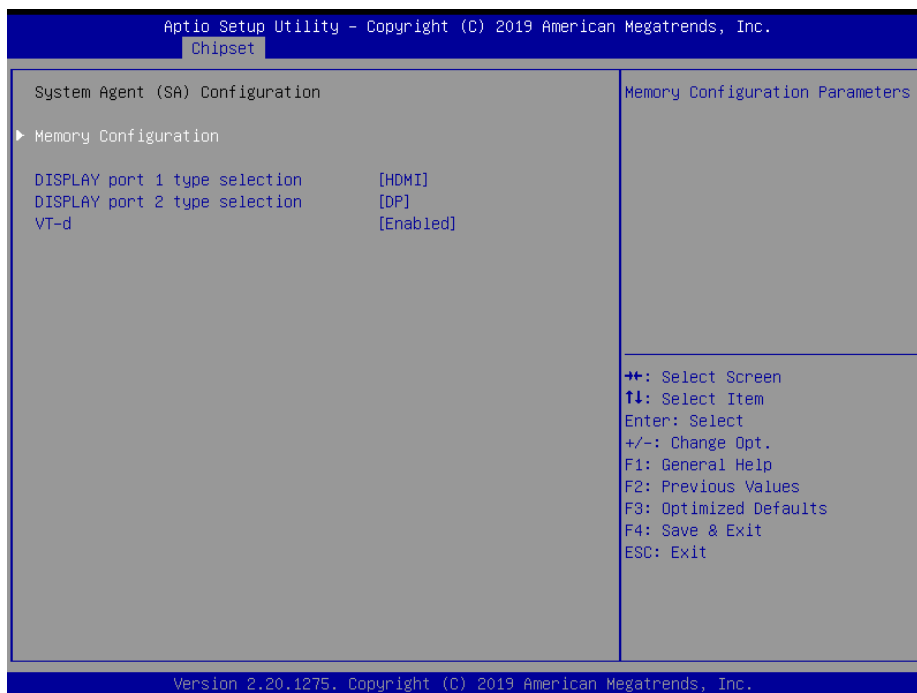 Aptio Setup Utility – Copyright (C) 2019 American Megatrends, Inc.
Chipset
System Agent (SA) Configuration
Memory Configuration
DISPLAY port 1 type selection [HDMI]
DISPLAY port 2 type selection [DP]
VT-d [Enabled]
Memory Configuration Parameters
→←: Select Screen
↑↓: Select Item
Enter: Select
+/-: Change Opt.
F1: General Help
F2: Previous Values
F3: Optimized Defaults
F4: Save & Exit
ESC: Exit
Version 2.20.1275. Copyright (C) 2019 American Megatrends, Inc.